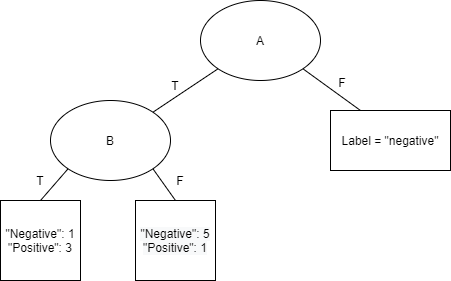 A
T
F
B
Label = "negative"
T
F
"Negative": 1
"Positive": 3
"Negative": 5
"Positive": 1